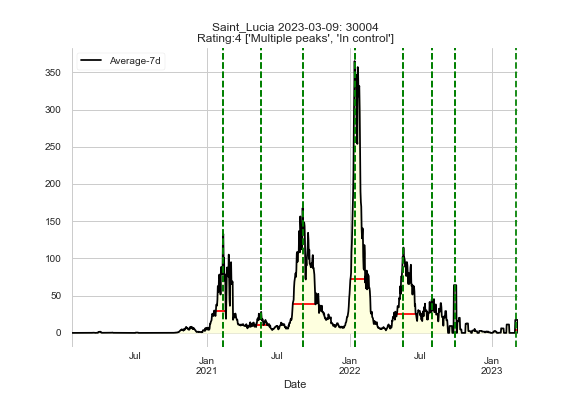 Saint_Lucia 2023-03-09: 30004
Rating:4 ['Multiple peaks', 'In control']
Average-7d
350
300
250
200
150
100
50
0
Jul
Jan
2021
Jul
Jan
2022
Jul
Jan
2023
Date